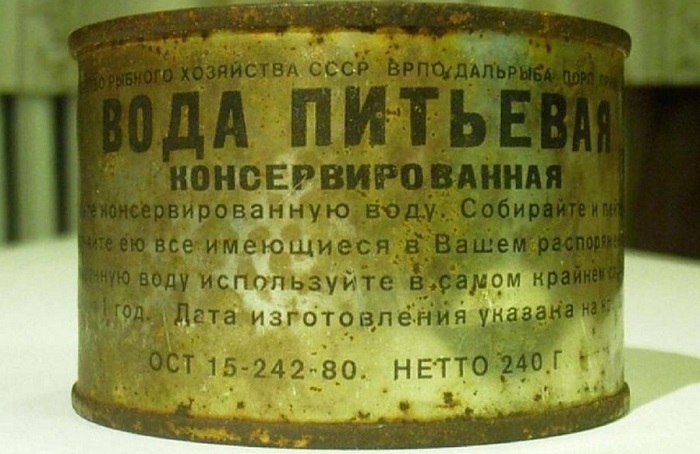 РЫБНОГО ХОЗЯЙСТВА СССР ВРПО„ДАЛЬРЫБА"
ВОДА ПИТЬЕВАЯ
КОНСЕРВИРОВАННАЯ
консервированную воду. Собирайте и
ею все имеющиеся в Вашем
воду используйте в самом крайнем
1 год. Дата изготовления указана на
ОСТ 15-242-80. НЕТТО 240 Г